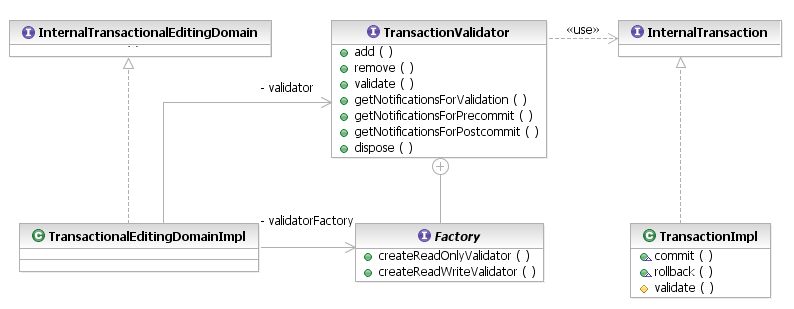 InternalTransactionalEditingDomain
TransactionValidator
«use»
InternalTransaction
add ( )
remove ( )
validate ( )
getNotificationsForValidation ( )
getNotificationsForPrecommit ( )
getNotificationsForPostcommit ( )
dispose ( )
- validator
- validatorFactory
TransactionalEditingDomainImpl
Factory
createReadOnlyValidator ( )
createReadWriteValidator ( )
TransactionImpl
commit ( )
rollback ( )
validate ( )